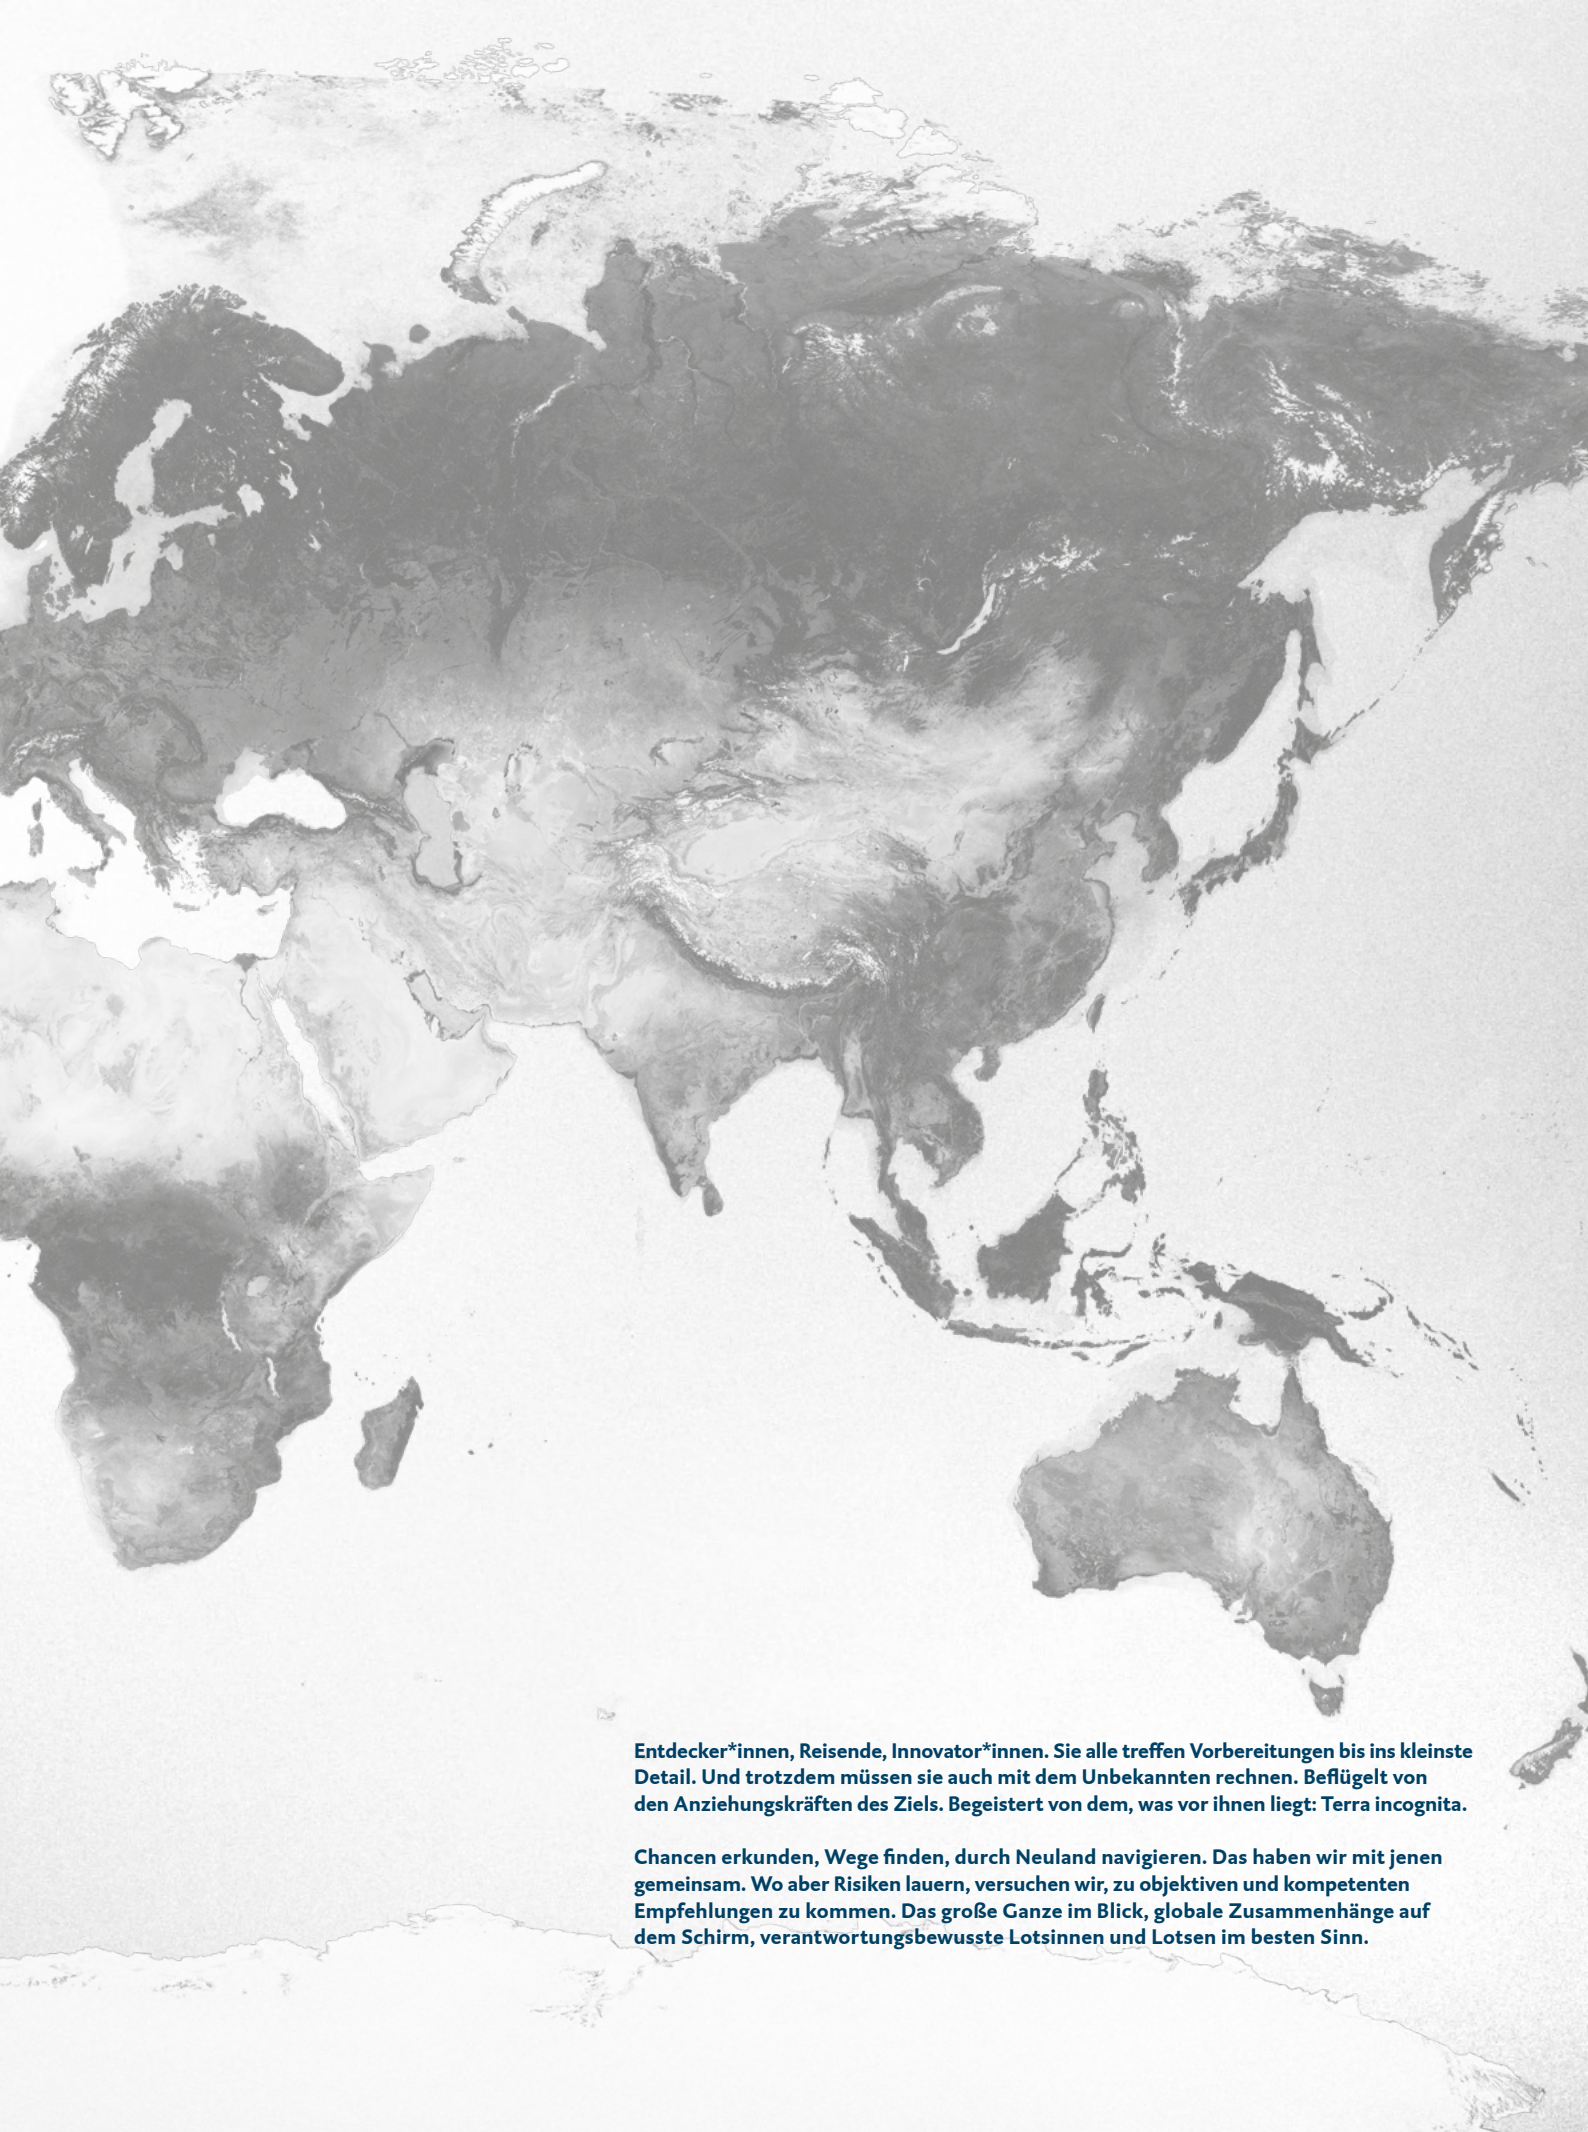 Entdecker*innen, Reisende, Innovator*innen. Sie alle treffen Vorbereitungen bis ins kleinste
Detail. Und trotzdem müssen sie auch mit dem Unbekannten rechnen. Beflügelt von
den Anziehungskräften des Ziels. Begeistert von dem, was vor ihnen liegt: Terra incognita.
Chancen erkunden, Wege finden, durch Neuland navigieren. Das haben wir mit jenen
gemeinsam. Wo aber Risiken lauern, versuchen wir, zu objektiven und kompetenten
Empfehlungen zu kommen. Das große Ganze im Blick, globale Zusammenhänge auf
dem Schirm, verantwortungsbewusste Lotsinnen und Lotsen im besten Sinn.